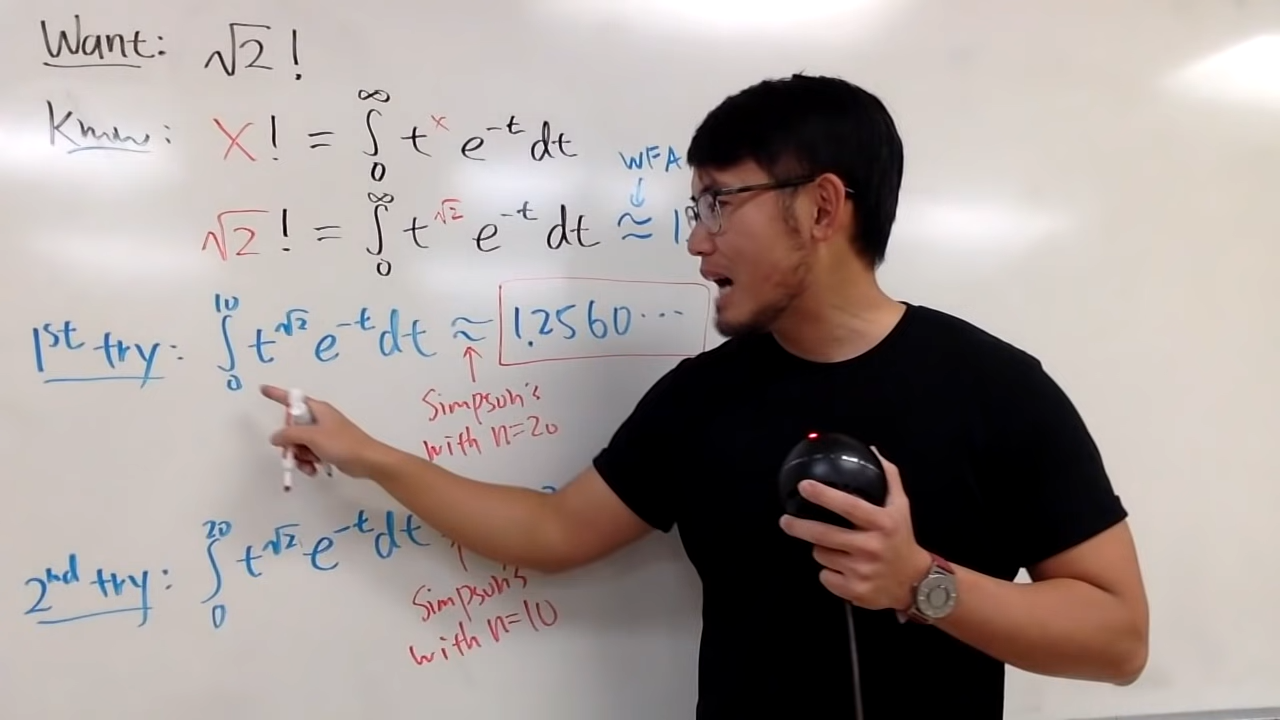 Want: √2 !
Know: x! = ∫₀^∞ t^x e^-t dt
WFA
√2 ! = ∫₀^∞ t^√2 e^-t dt ≈ 1.
1st try: ∫₀^10 t^√2 e^-t dt ≈ 1.2560...
Simpson's
with n=20
2nd try: ∫₀^20 t^√2 e^-t dt
Simpson's
with n=10